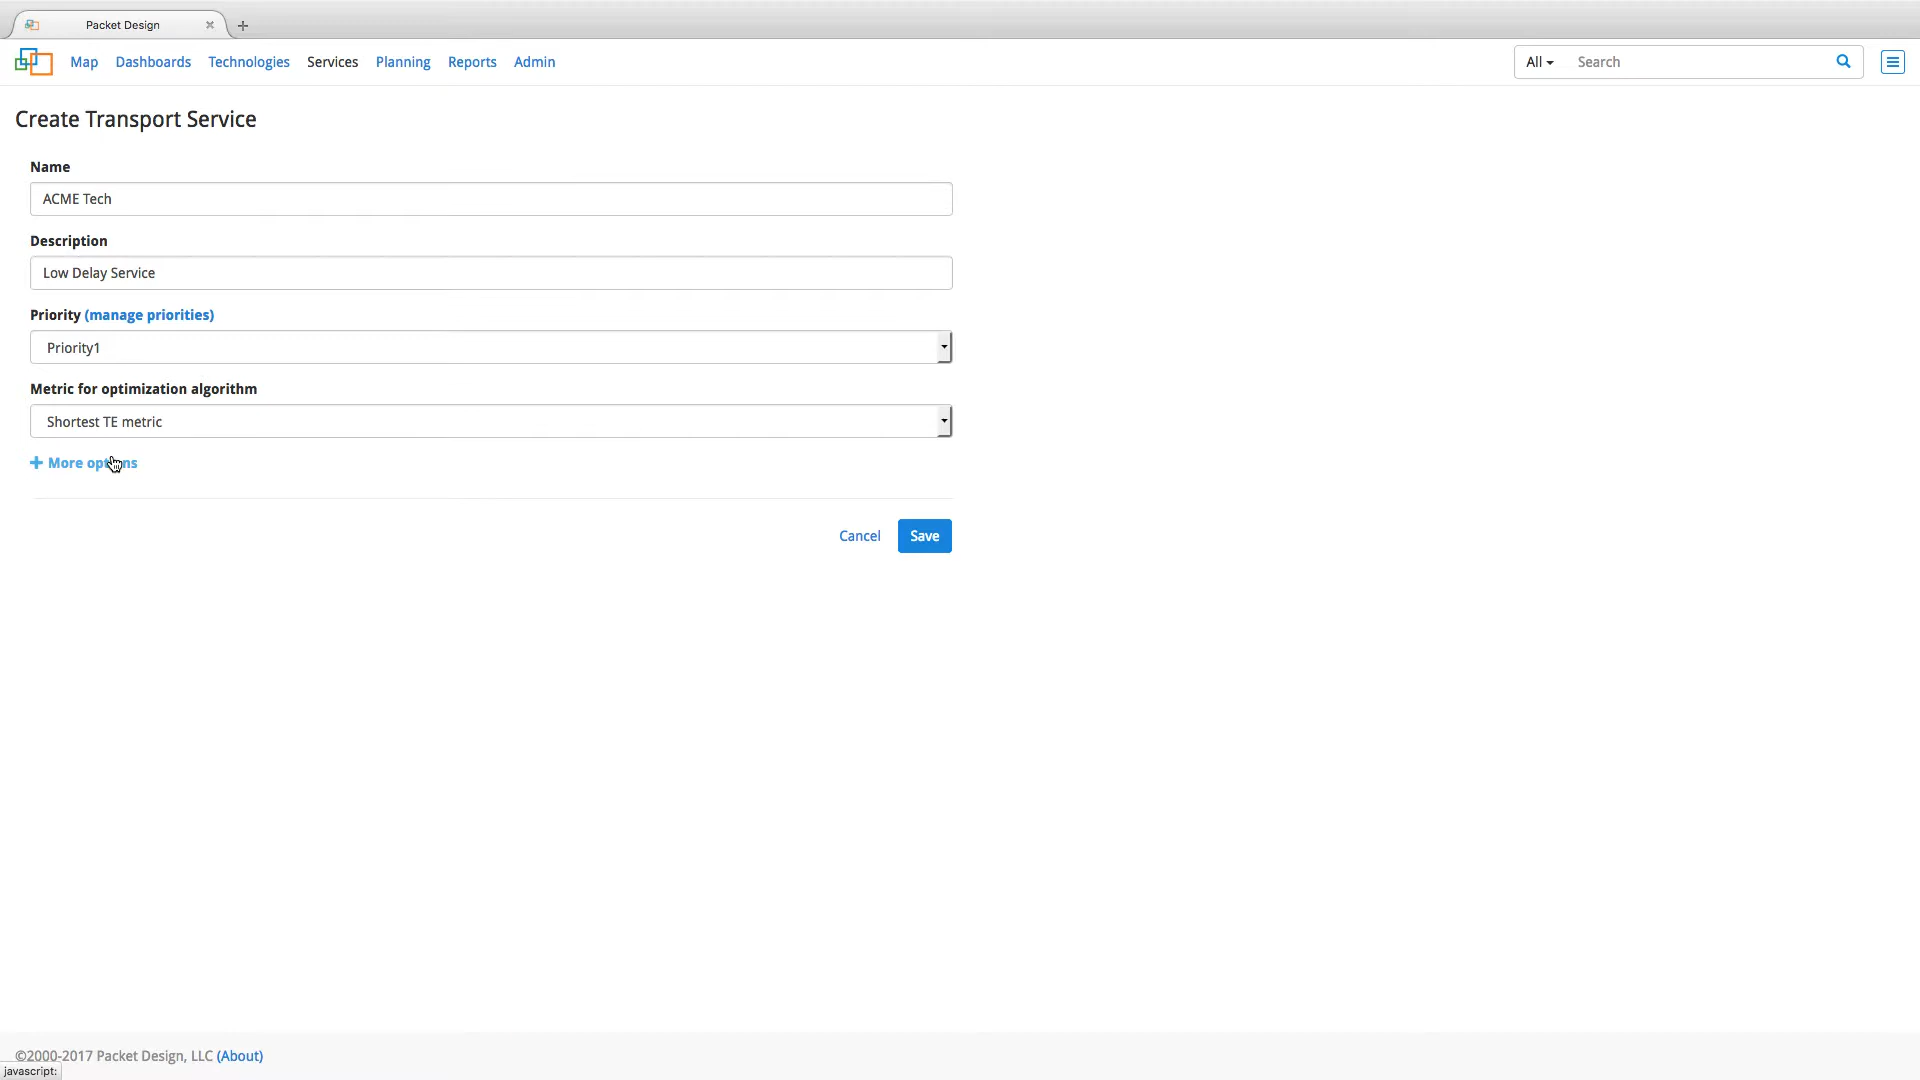 Packet Design
Map Dashboards Technologies Services Planning Reports Admin All Search
Create Transport Service
Name
ACME Tech
Description
Low Delay Service
Priority (manage priorities)
Priority1
Metric for optimization algorithm
Shortest TE metric
+ More options
Cancel Save
©2000-2017 Packet Design, LLC (About)
javascript: